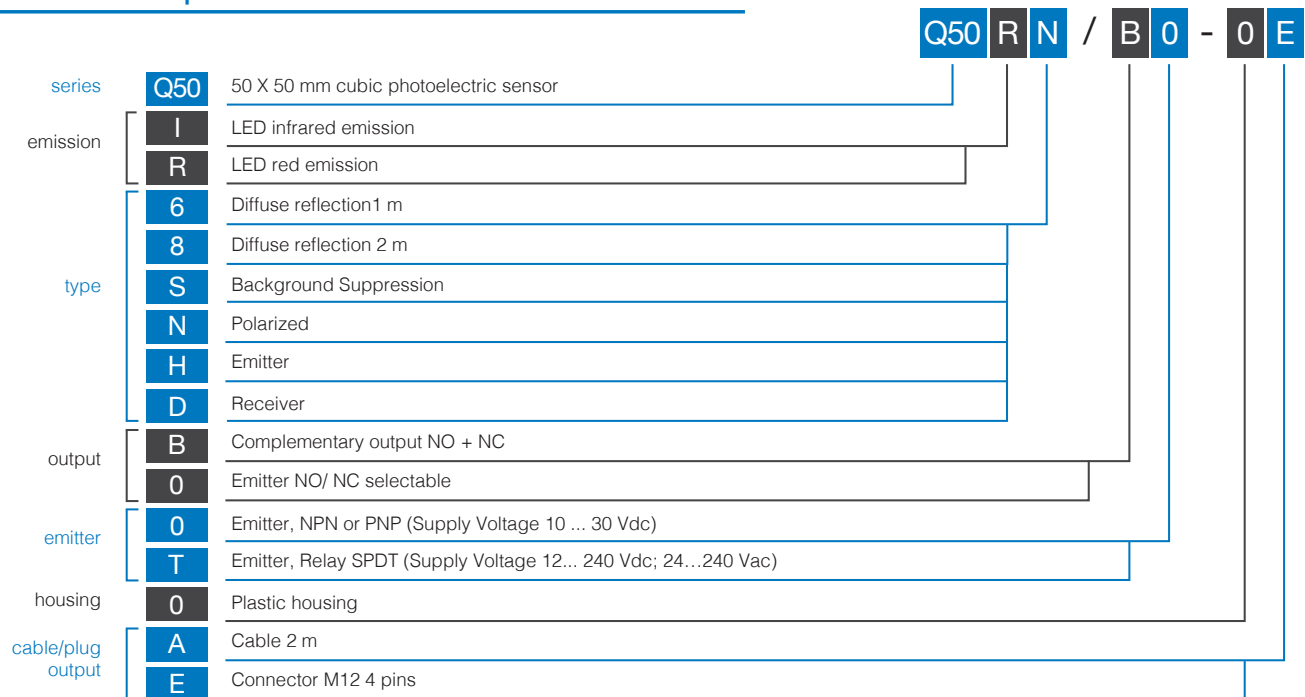 Q50 R N / B 0 - 0 E
series Q50 50 X 50 mm cubic photoelectric sensor
emission
I LED infrared emission
R LED red emission
type
6 Diffuse reflection1 m
8 Diffuse reflection 2 m
S Background Suppression
N Polarized
H Emitter
D Receiver
output
B Complementary output NO + NC
0 Emitter NO/ NC selectable
emitter
0 Emitter, NPN or PNP (Supply Voltage 10 ... 30 Vdc)
T Emitter, Relay SPDT (Supply Voltage 12... 240 Vdc; 24…240 Vac)
housing 0 Plastic housing
cable/plug
output
A Cable 2 m
E Connector M12 4 pins